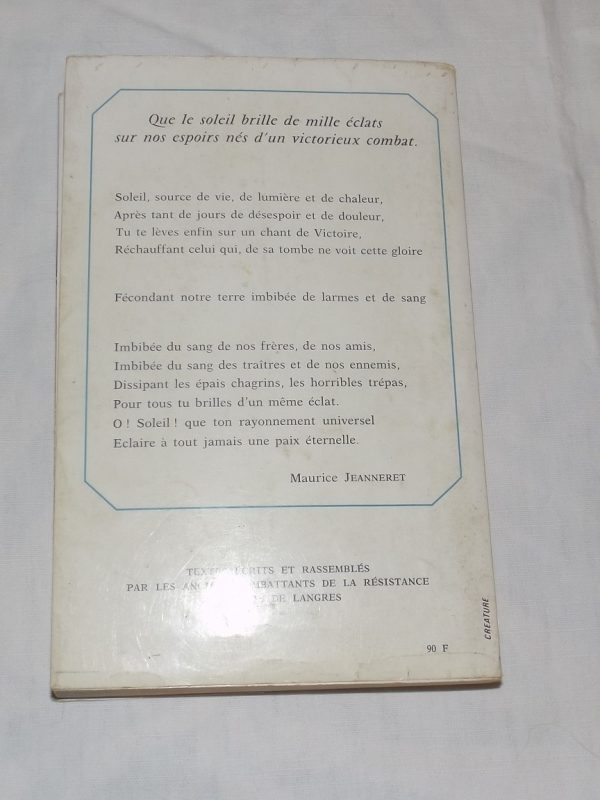 Que le soleil brille de mille éclats
sur nos espoirs nés d'un victorieux combat.
Soleil, source de vie, de lumière et de chaleur,
Après tant de jours de désespoir et de douleur,
Tu te lèves enfin sur un chant de Victoire,
Réchauffant celui qui, de sa tombe ne voit cette gloire
Fécondant notre terre imbibée de larmes et de sang
Imbibée du sang de nos frères, de nos amis,
Imbibée du sang des traîtres et de nos ennemis,
Dissipant les épais chagrins, les horribles trépas,
Pour tous tu brilles d'un même éclat.
O ! Soleil ! que ton rayonnement universel
Eclaire à tout jamais une paix éternelle.
Maurice JEANNERET
ÉCRITS ET RASSEMBLÉS
PAR LES DE LA RÉSISTANCE
DE LANGRES
CREATURE
90 F